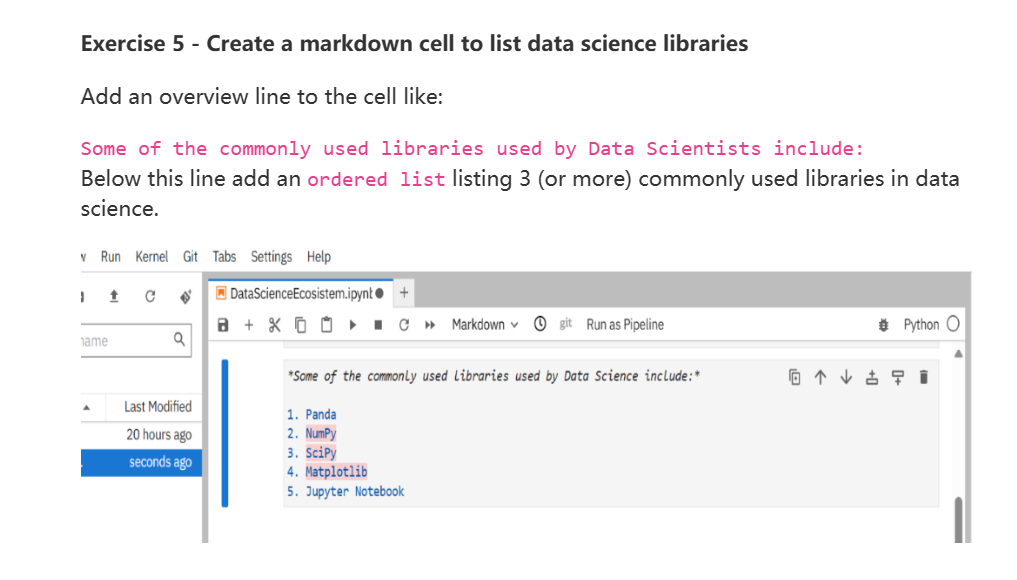 Exercise 5 - Create a markdown cell to list data science libraries
Add an overview line to the cell like:
Some of the commonly used libraries used by Data Scientists include:
Below this line add an ordered list listing 3 (or more) commonly used libraries in data
science.
Run Kernel Git Tabs Settings Help
DataScienceEcosistem.ipynt
Markdown git Run as Pipeline Python
name
*Some of the commonly used libraries used by Data Science include:*
Last Modified
20 hours ago
seconds ago
1. Panda
2. NumPy
3. SciPy
4. Matplotlib
5. Jupyter Notebook